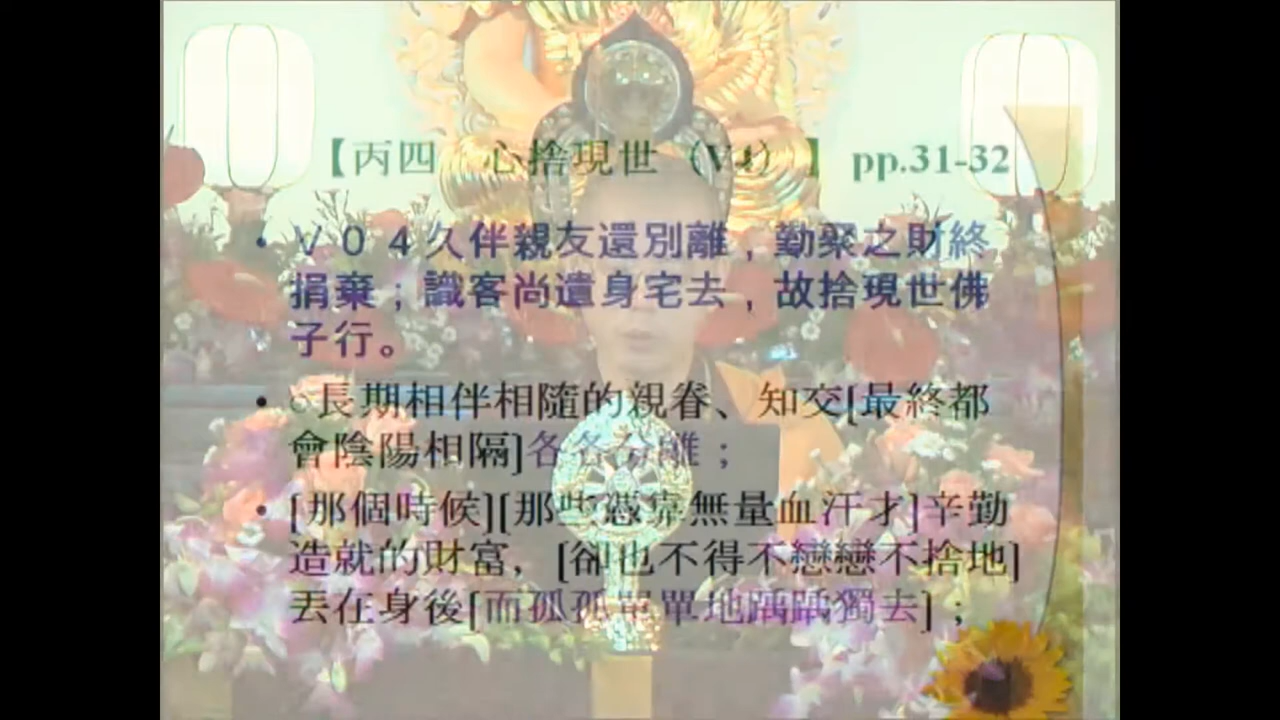 【丙四 心捨現世（V4）】 pp.31-32
• Ｖ０４久伴親友還別離，勤聚之財終
捐棄；識客尚遺身宅去，故捨現世佛
子行。
• 6長期相伴相隨的親眷、知交[最終都
會陰陽相隔]各各分離；
• [那個時候][那些憑靠無量血汗才]辛勤
造就的財富，[卻也不得不戀戀不捨地]
丟在身後[而孤孤單單地踽踽獨去]；